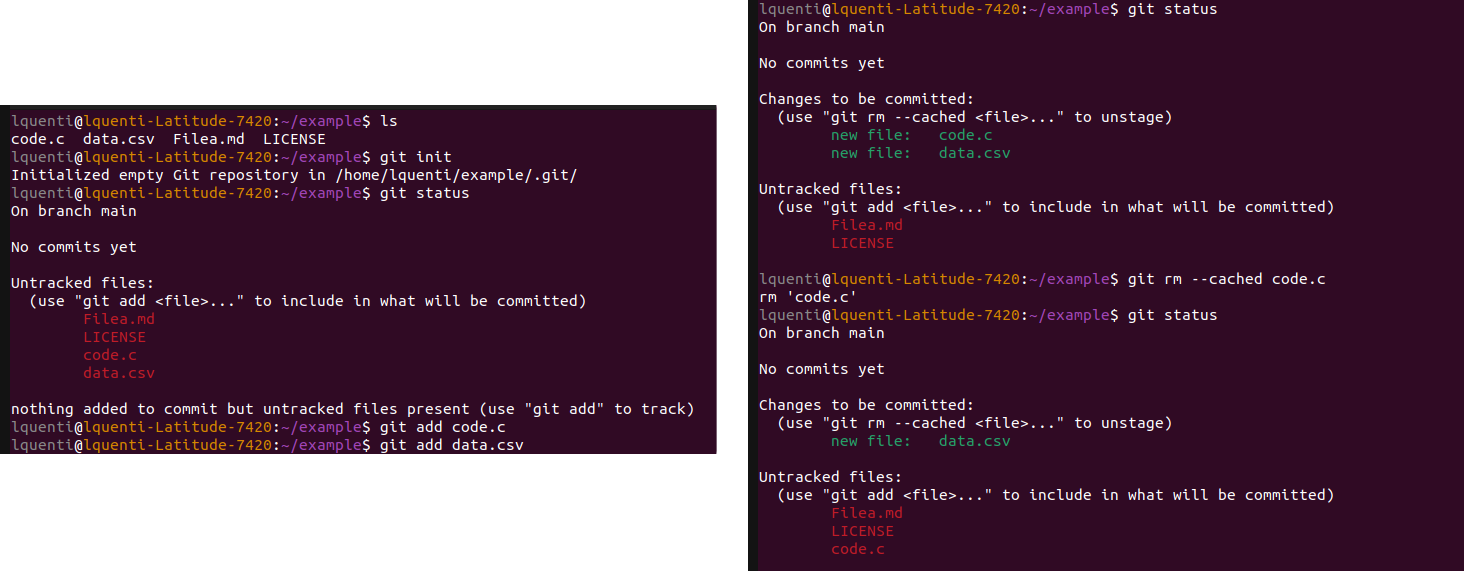 lquenti@lquenti-Latitude-7420:~/example$ ls
code.c  data.csv  Filea.md  LICENSE
lquenti@lquenti-Latitude-7420:~/example$ git init
Initialized empty Git repository in /home/lquenti/example/.git/
lquenti@lquenti-Latitude-7420:~/example$ git status
On branch main

No commits yet

Untracked files:
  (use "git add <file>..." to include in what will be committed)
        Filea.md
        LICENSE
        code.c
        data.csv

nothing added to commit but untracked files present (use "git add" to track)
lquenti@lquenti-Latitude-7420:~/example$ git add code.c
lquenti@lquenti-Latitude-7420:~/example$ git add data.csv
lquenti@lquenti-Latitude-7420:~/example$ git status
On branch main

No commits yet

Changes to be committed:
  (use "git rm --cached <file>..." to unstage)
        new file:   code.c
        new file:   data.csv

Untracked files:
  (use "git add <file>..." to include in what will be committed)
        Filea.md
        LICENSE

lquenti@lquenti-Latitude-7420:~/example$ git rm --cached code.c
rm 'code.c'
lquenti@lquenti-Latitude-7420:~/example$ git status
On branch main

No commits yet

Changes to be committed:
  (use "git rm --cached <file>..." to unstage)
        new file:   data.csv

Untracked files:
  (use "git add <file>..." to include in what will be committed)
        Filea.md
        LICENSE
        code.c